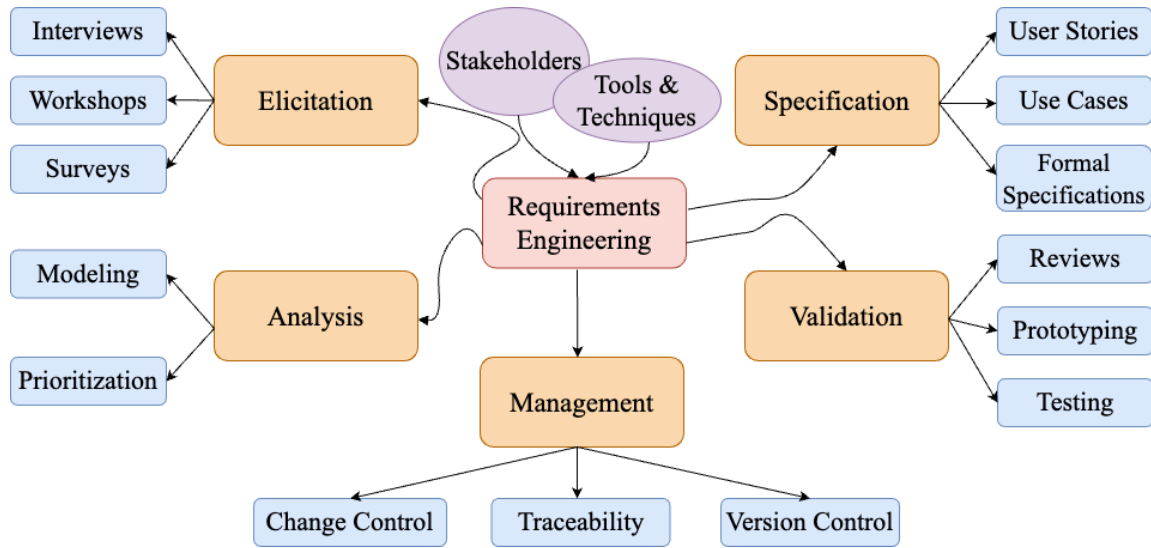 Interviews
Workshops
Surveys
Elicitation
Stakeholders
Tools &
Techniques
Specification
User Stories
Use Cases
Formal
Specifications
Requirements
Engineering
Modeling
Prioritization
Analysis
Validation
Reviews
Prototyping
Testing
Management
Change Control
Traceability
Version Control